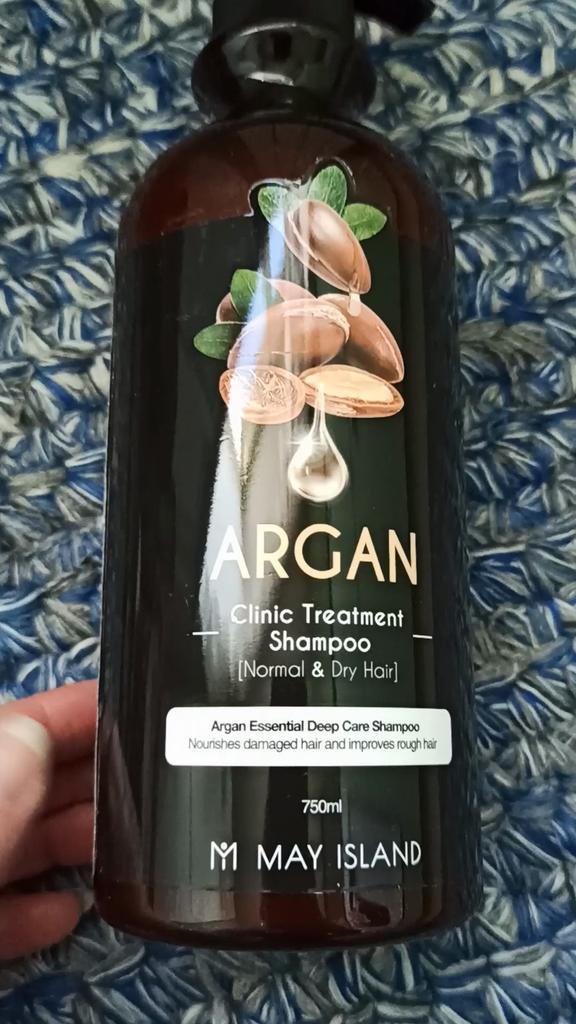 ARGAN
Clinic Treatment
Shampoo
[Normal & Dry Hair]
Argan Essential Deep Care Shampoo
Nourishes damaged hair and improves rough hair
750ml
MAY ISLAND